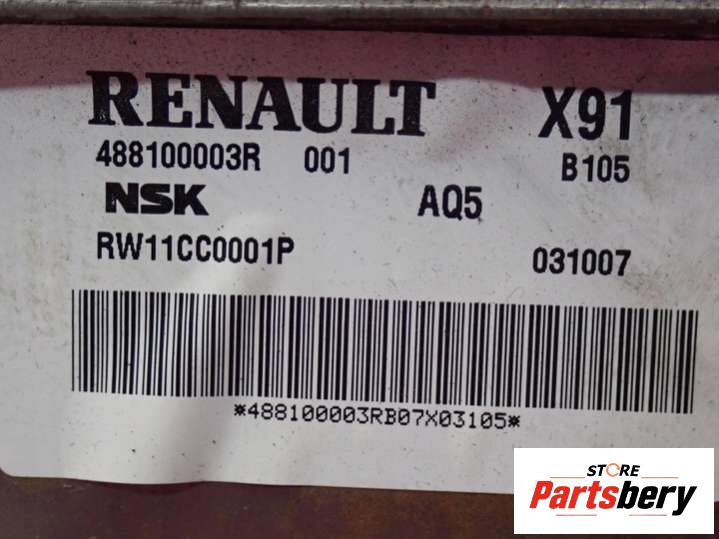 RENAULT X91
488100003R 001 B105
NSK AQ5
RW11CC0001P 031007
*488100003RB07X03105*
STORE
Partsbery